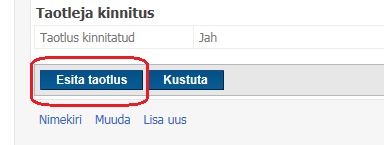 Taotleja kinnitus
Taotlus kinnitatud Jah
Esita taotlus Kustuta
Nimekiri Muuda Lisa uus